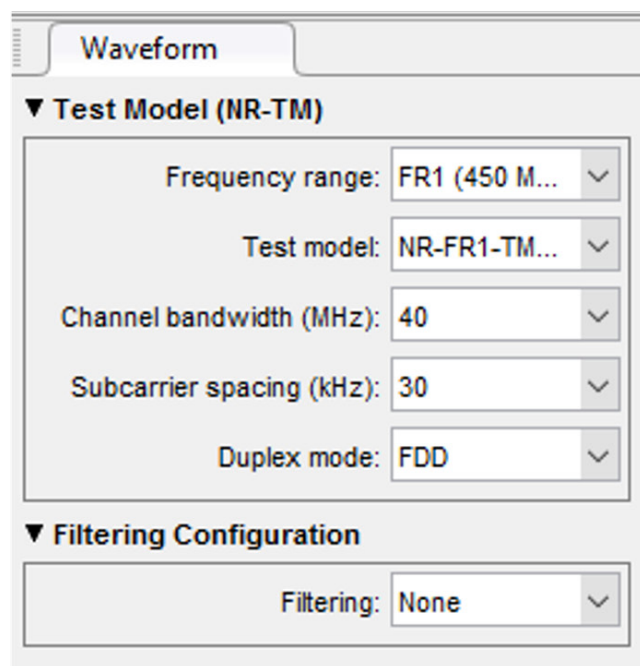 Waveform
▼ Test Model (NR-TM)
Frequency range: FR1 (450 M...
Test model: NR-FR1-TM...
Channel bandwidth (MHz): 40
Subcarrier spacing (kHz): 30
Duplex mode: FDD
▼ Filtering Configuration
Filtering: None